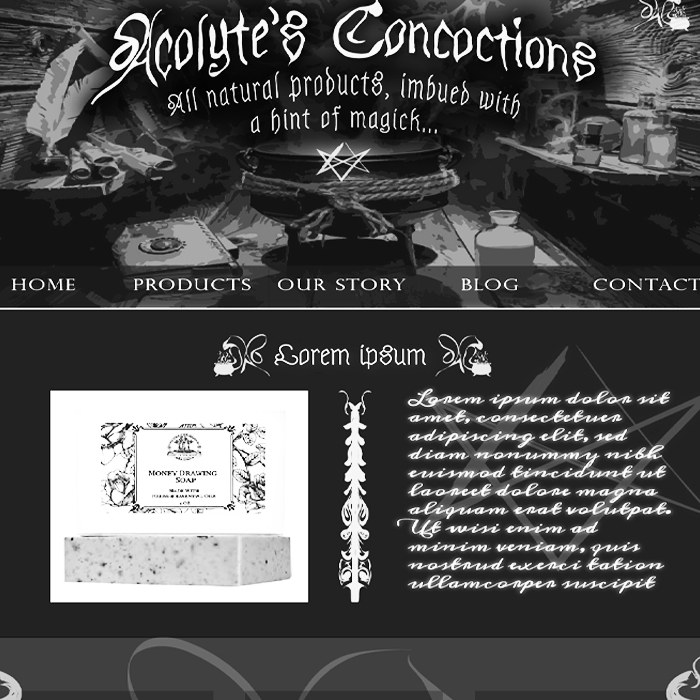 Acolyte's Concoctions
All natural products, imbued with
a hint of magick...
HOME PRODUCTS OUR STORY BLOG CONTACT
Lorem ipsum
MONEY DRAWING
SOAP
Lorem ipsum dolor sit
amet, consectetuer
adipiscing elit, sed
diam nonummy nibh
euismod tincidunt ut
laoreet dolore magna
aliquam erat volutpat.
Ut wisi enim ad
minim veniam, quis
nostrud exerci tation
ullamcorper suscipit